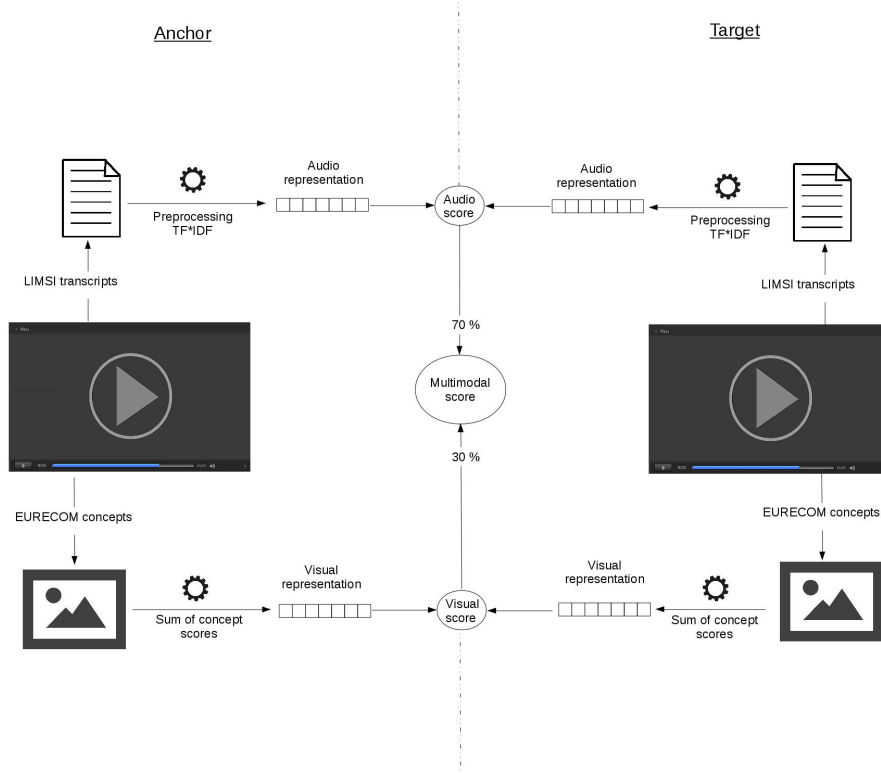 Anchor
Target
Audio
representation
Audio
representation
Preprocessing
TF*IDF
Audio
score
Preprocessing
TF*IDF
LIMSI transcripts
LIMSI transcripts
70 %
Menu
Menu
Multimodal
score
30 %
EURECOM concepts
EURECOM concepts
Visual
representation
Visual
representation
Sum of concept
scores
Visual
score
Sum of concept
scores